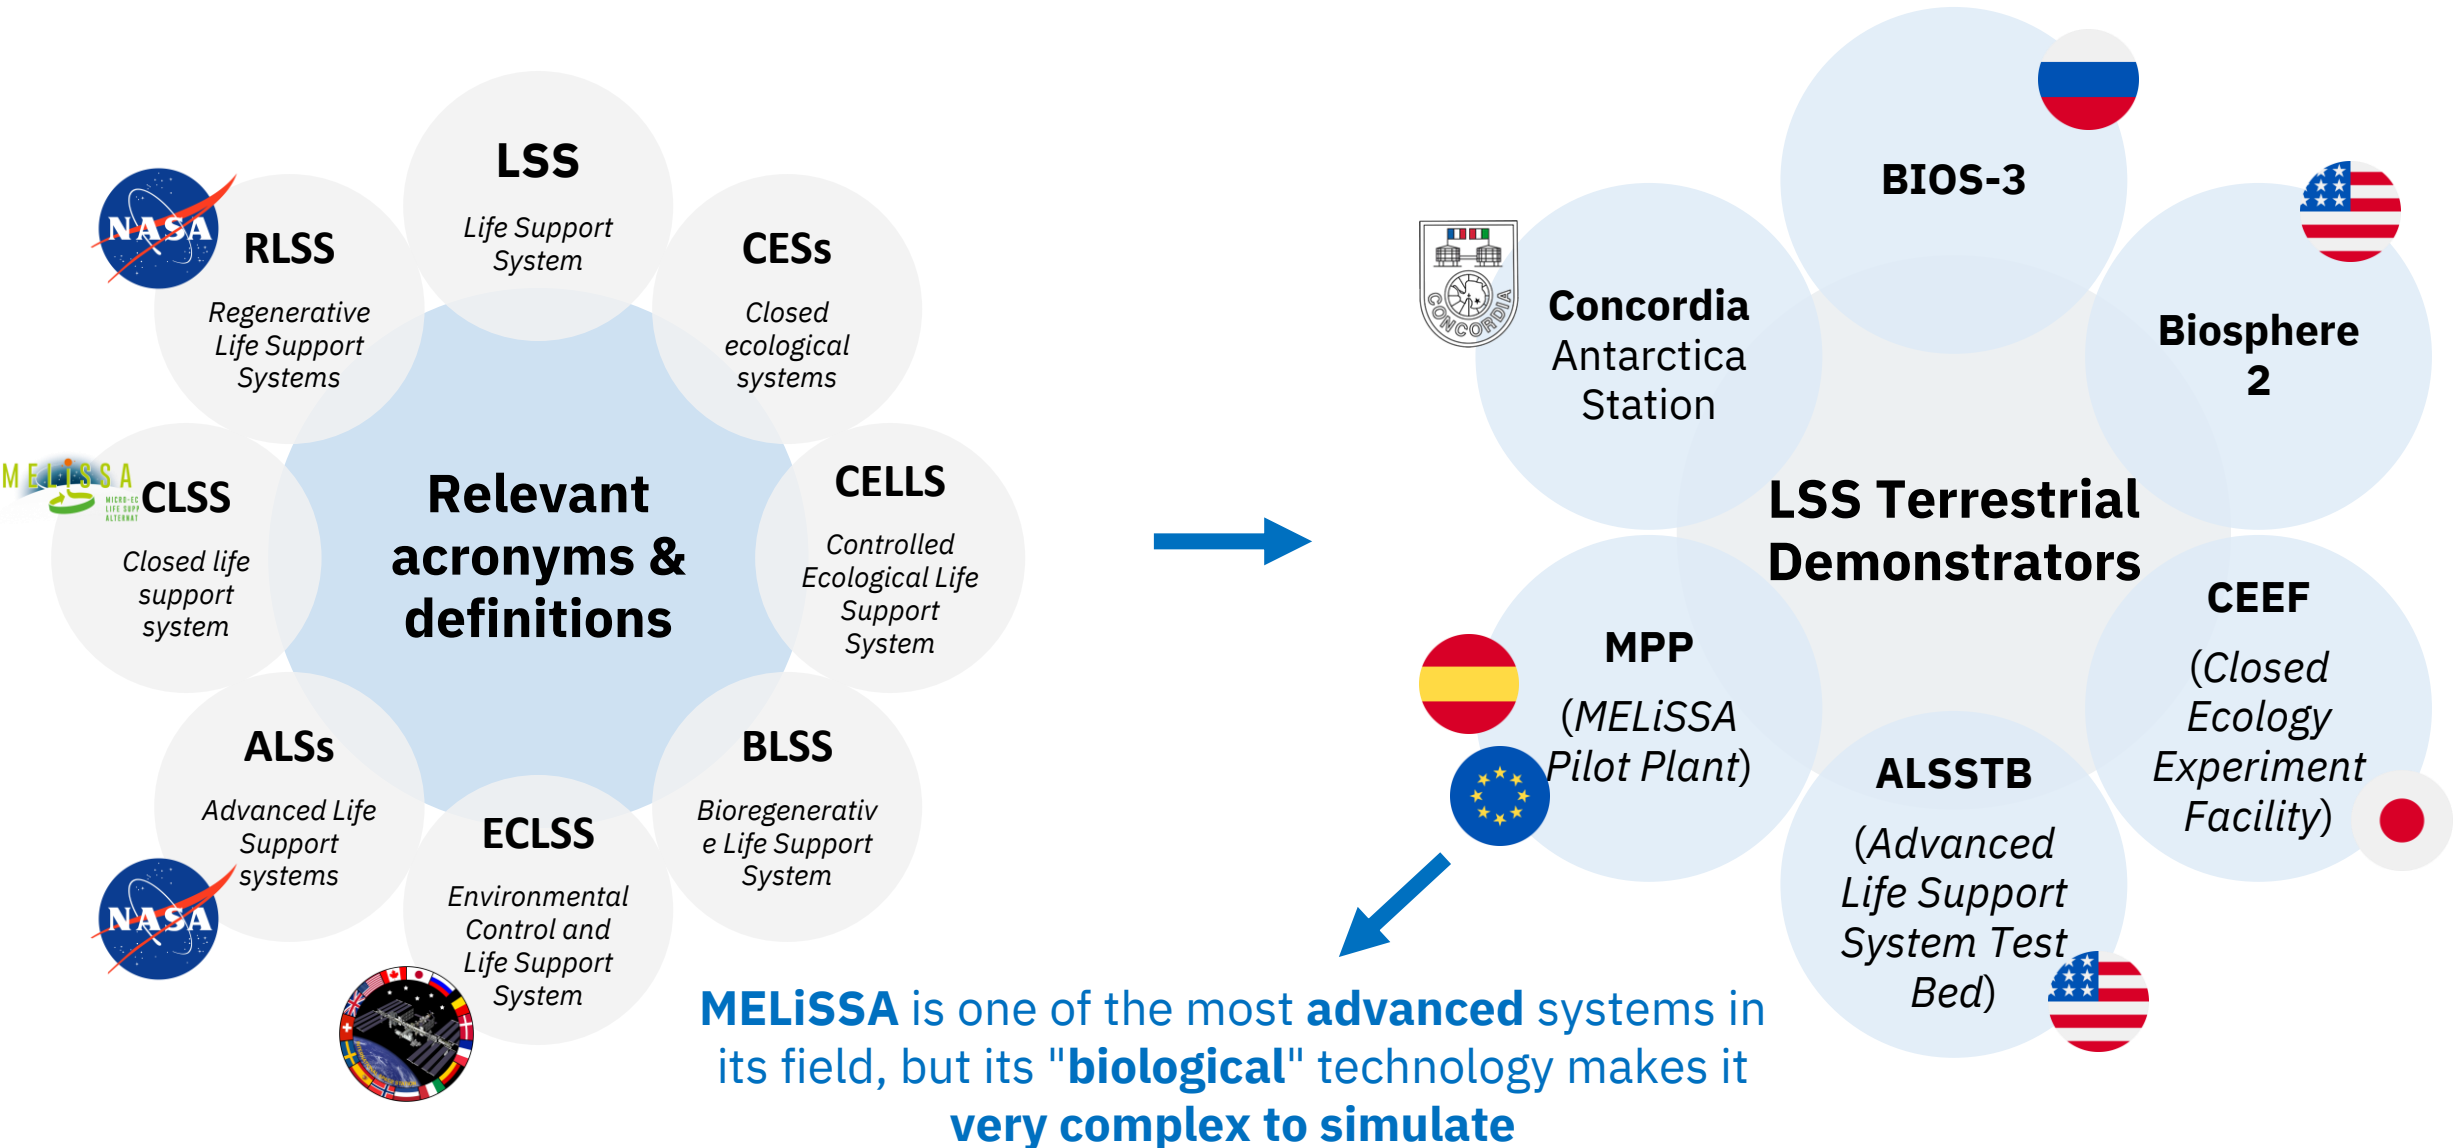 LSS
Life Support
System
CESs
Closed
ecological
systems
CELLS
Controlled
Ecological Life
Support
System
BLSS
Bioregenerativ
e Life Support
System
ECLSS
Environmental
Control and
Life Support
System
ALSs
Advanced Life
Support
systems
NASA
MELiSSA
MICRO-EC
LIFE SUPP
ALTERNAT
CLSS
Closed life
support
system
NASA
RLSS
Regenerative
Life Support
Systems
Relevant
acronyms &
definitions
BIOS-3
Biosphere
2
CEEF
(Closed
Ecology
Experiment
Facility)
ALSSTB
(Advanced
Life Support
System Test
Bed)
MPP
(MELiSSA
Pilot Plant)
CONCORDIA
Concordia
Antarctica
Station
LSS Terrestrial
Demonstrators
MELiSSA is one of the most advanced systems in
its field, but its "biological" technology makes it
very complex to simulate